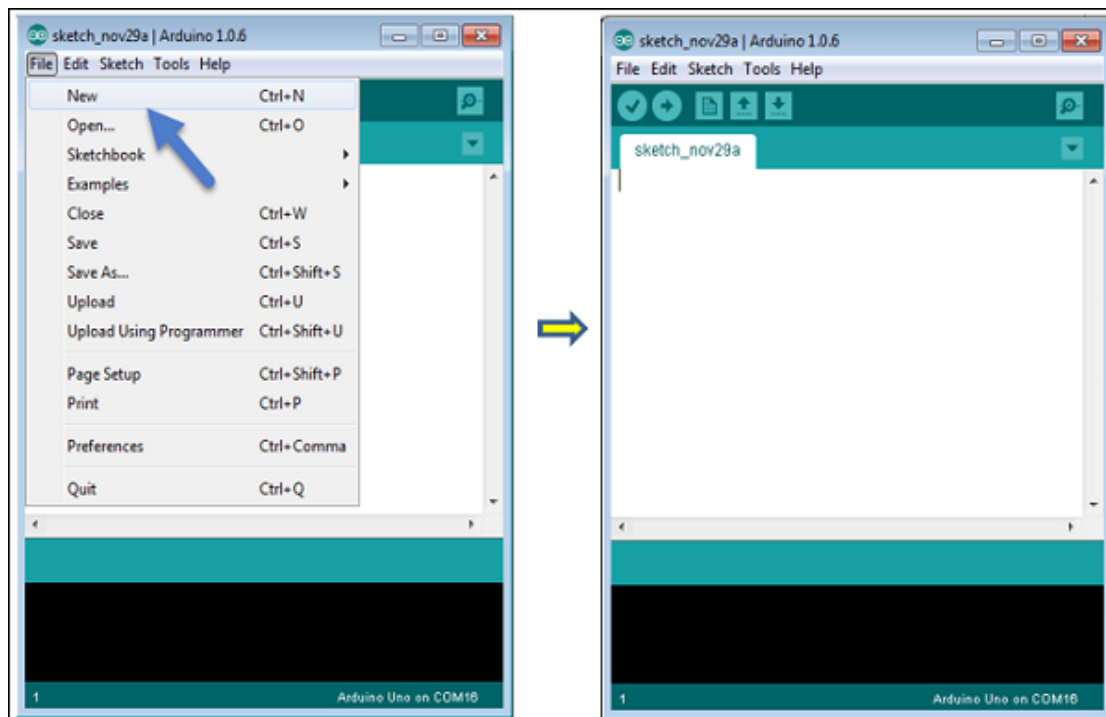 sketch_nov29a | Arduino 1.0.6
File Edit Sketch Tools Help
New Ctrl+N
Open... Ctrl+O
Sketchbook
Examples
Close Ctrl+W
Save Ctrl+S
Save As... Ctrl+Shift+S
Upload Ctrl+U
Upload Using Programmer Ctrl+Shift+U
Page Setup Ctrl+Shift+P
Print Ctrl+P
Preferences Ctrl+Comma
Quit Ctrl+Q
1 Arduino Uno on COM16
sketch_nov29a | Arduino 1.0.6
File Edit Sketch Tools Help
sketch_nov29a
1 Arduino Uno on COM16